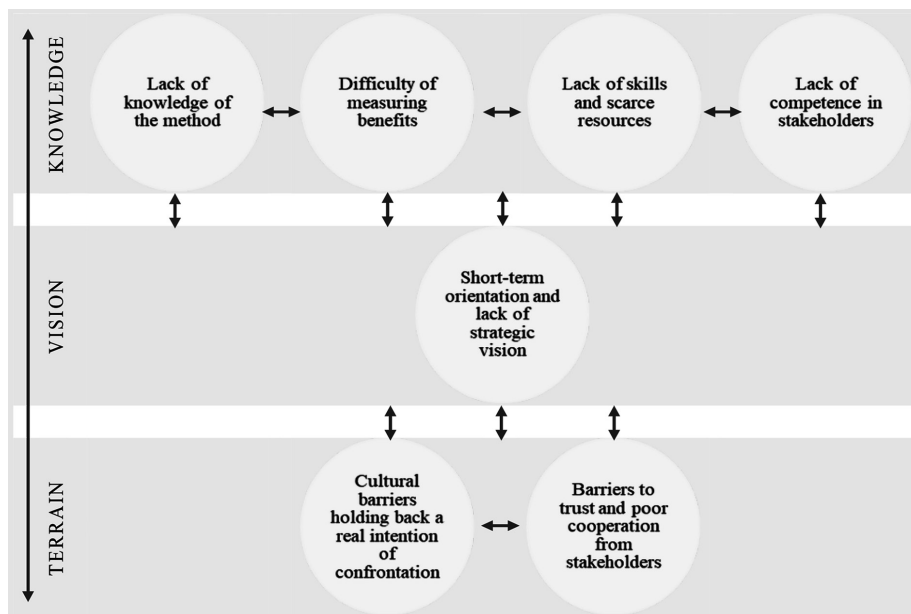 KNOWLEDGE
Lack of
knowledge of
the method
Difficulty of
measuring
benefits
Lack of skills
and scarce
resources
Lack of
competence in
stakeholders
VISION
Short-term
orientation and
lack of
strategic
vision
TERRAIN
Cultural
barriers
holding back a
real intention
of
confrontation
Barriers to
trust and poor
cooperation
from
stakeholders